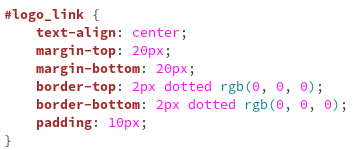 #logo_link {
    text-align: center;
    margin-top: 20px;
    margin-bottom: 20px;
    border-top: 2px dotted rgb(0, 0, 0);
    border-bottom: 2px dotted rgb(0, 0, 0);
    padding: 10px;
}